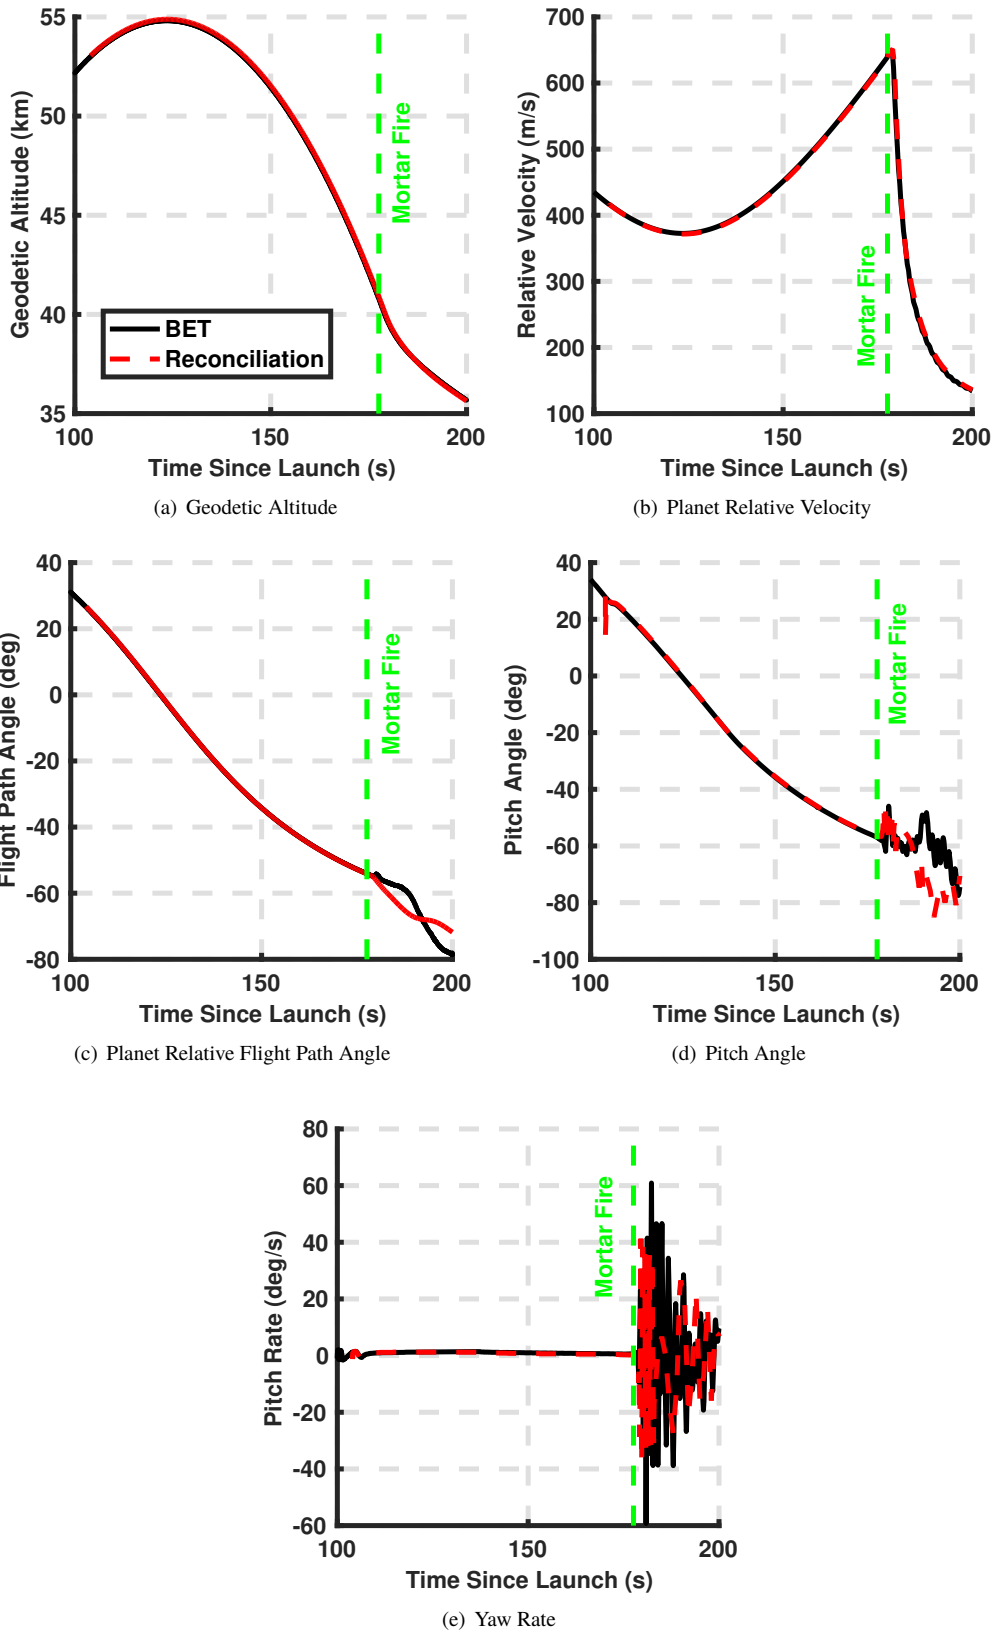 55
50
45
40
35
Geodetic Altitude (km)
Mortar Fire
BET
Reconciliation
100
150
200
Time Since Launch (s)
(a) Geodetic Altitude
700
600
500
400
300
200
100
Relative Velocity (m/s)
Mortar Fire
100
150
200
Time Since Launch (s)
(b) Planet Relative Velocity
40
20
0
-20
-40
-60
-80
Flight Path Angle (deg)
Mortar Fire
100
150
200
Time Since Launch (s)
(c) Planet Relative Flight Path Angle
40
20
0
-20
-40
-60
-80
-100
Pitch Angle (deg)
Mortar Fire
100
150
200
Time Since Launch (s)
(d) Pitch Angle
80
60
40
20
0
-20
-40
-60
Pitch Rate (deg/s)
Mortar Fire
100
150
200
Time Since Launch (s)
(e) Yaw Rate